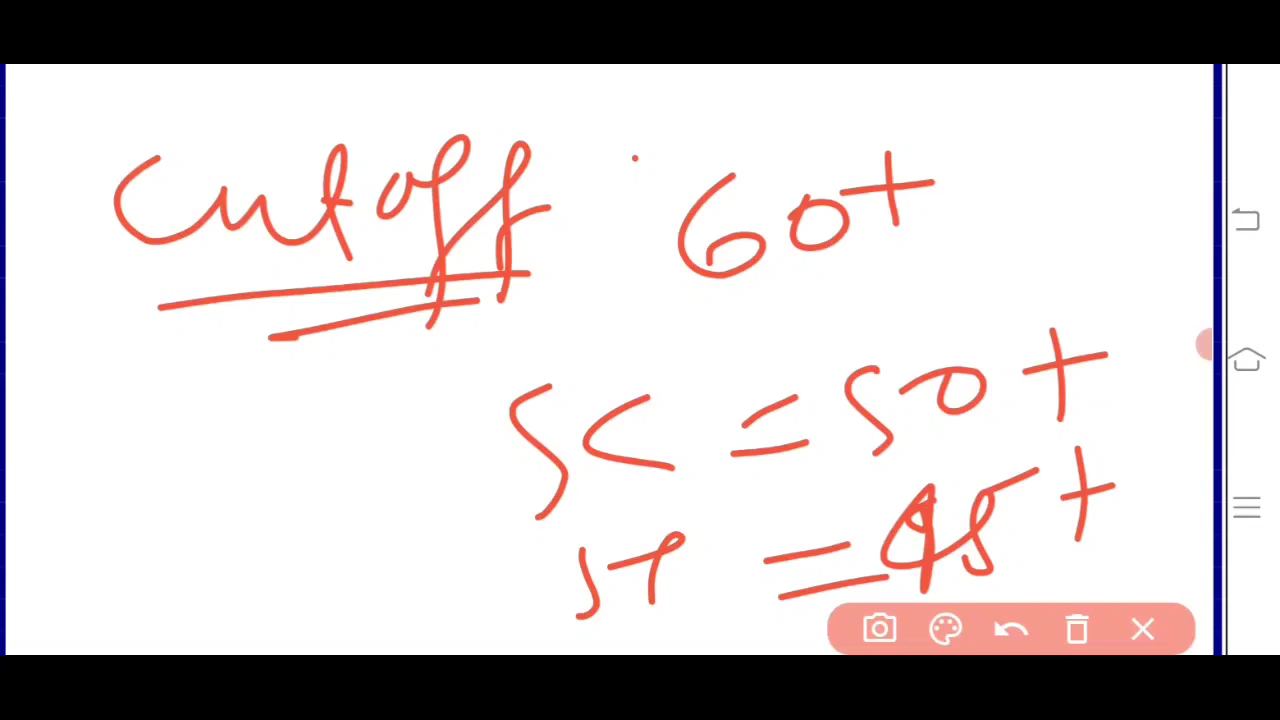 Cutoff 60+
SC = 50+
ST = 45+